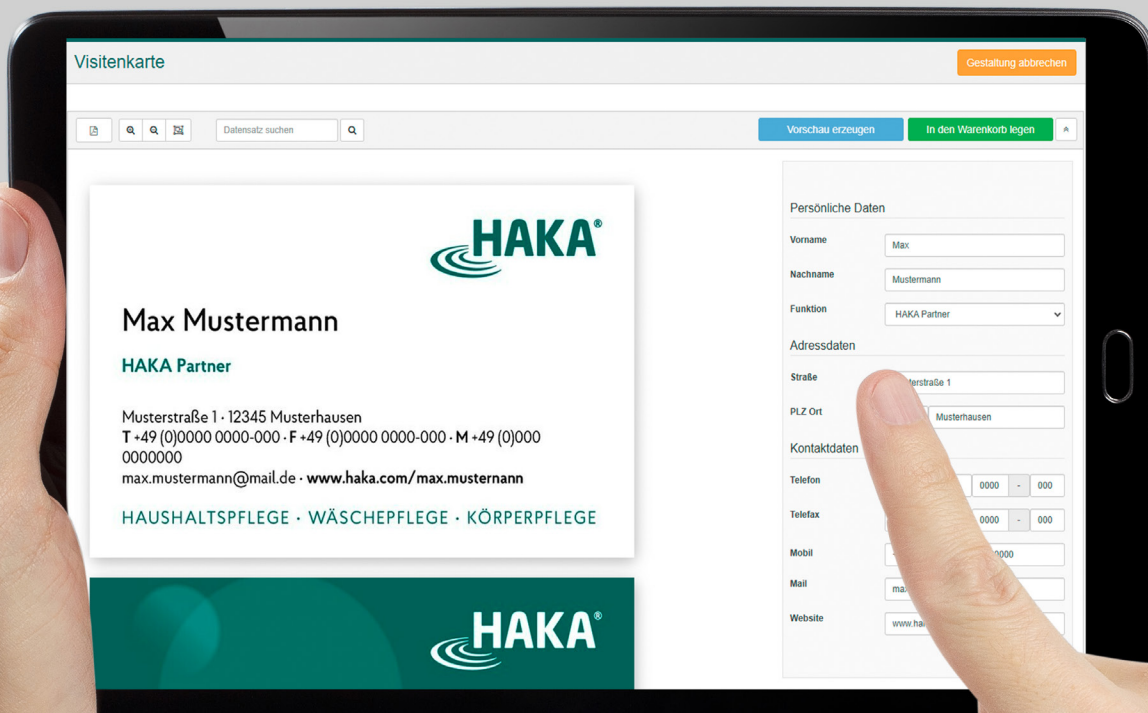 Visitenkarte
Gestaltung abbrechen
Datensatz suchen
Vorschau erzeugen
In den Warenkorb legen
HAKA®
Max Mustermann
HAKA Partner
Musterstraße 1 · 12345 Musterhausen
T +49 (0)0000 0000-000 · F +49 (0)0000 0000-000 · M +49 (0)000
0000000
max.mustermann@mail.de · www.haka.com/max.musternann
HAUSHALTSPFLEGE · WÄSCHEPFLEGE · KÖRPERPFLEGE
HAKA®
Persönliche Daten
Vorname Max
Nachname Mustermann
Funktion HAKA Partner
Adressdaten
Straße terstraße 1
PLZ Ort Musterhausen
Kontaktdaten
Telefon 0000 - 000
Telefax 0000 - 000
Mobil 0000
Mail
Website